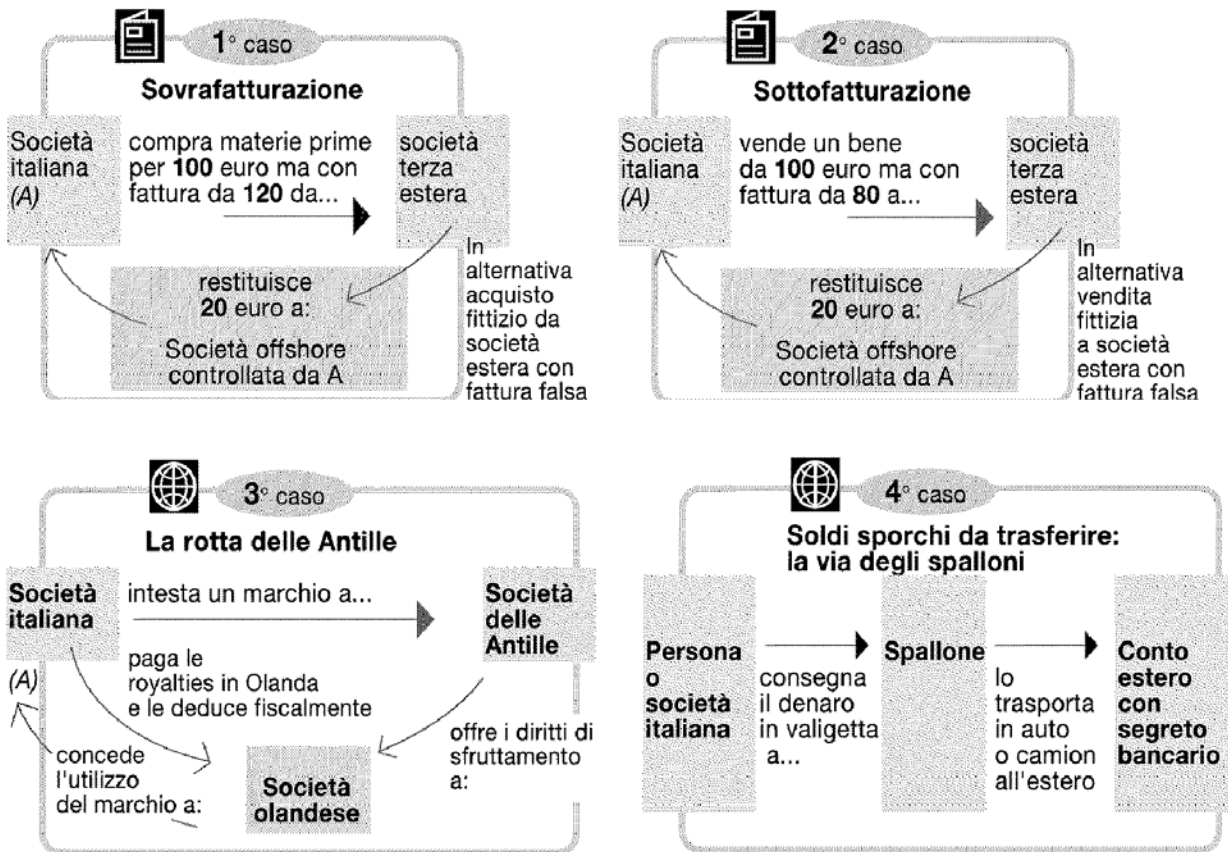 1° caso
Sovrafatturazione
Società
italiana
(A)
compra materie prime
per 100 euro ma con
fattura da 120 da...
società
terza
estera
restituisce
20 euro a:
Società offshore
controllata da A
In
alternativa
acquisto
fittizio da
società
estera con
fattura falsa
2° caso
Sottofatturazione
Società
italiana
(A)
vende un bene
da 100 euro ma con
fattura da 80 a...
società
terza
estera
restituisce
20 euro a:
Società offshore
controllata da A
In
alternativa
vendita
fittizia
a società
estera con
fattura falsa
3° caso
La rotta delle Antille
Società
italiana
(A)
intesta un marchio a...
Società
delle
Antille
paga le
royalties in Olanda
e le deduce fiscalmente
offre i diritti di
sfruttamento
a:
concede
l'utilizzo
del marchio a:
Società
olandese
4° caso
Soldi sporchi da trasferire:
la via degli spalloni
Persona
o
società
italiana
consegna
il denaro
in valigetta
a...
Spallone
lo
trasporta
in auto
o camion
all'estero
Conto
estero
con
segreto
bancario